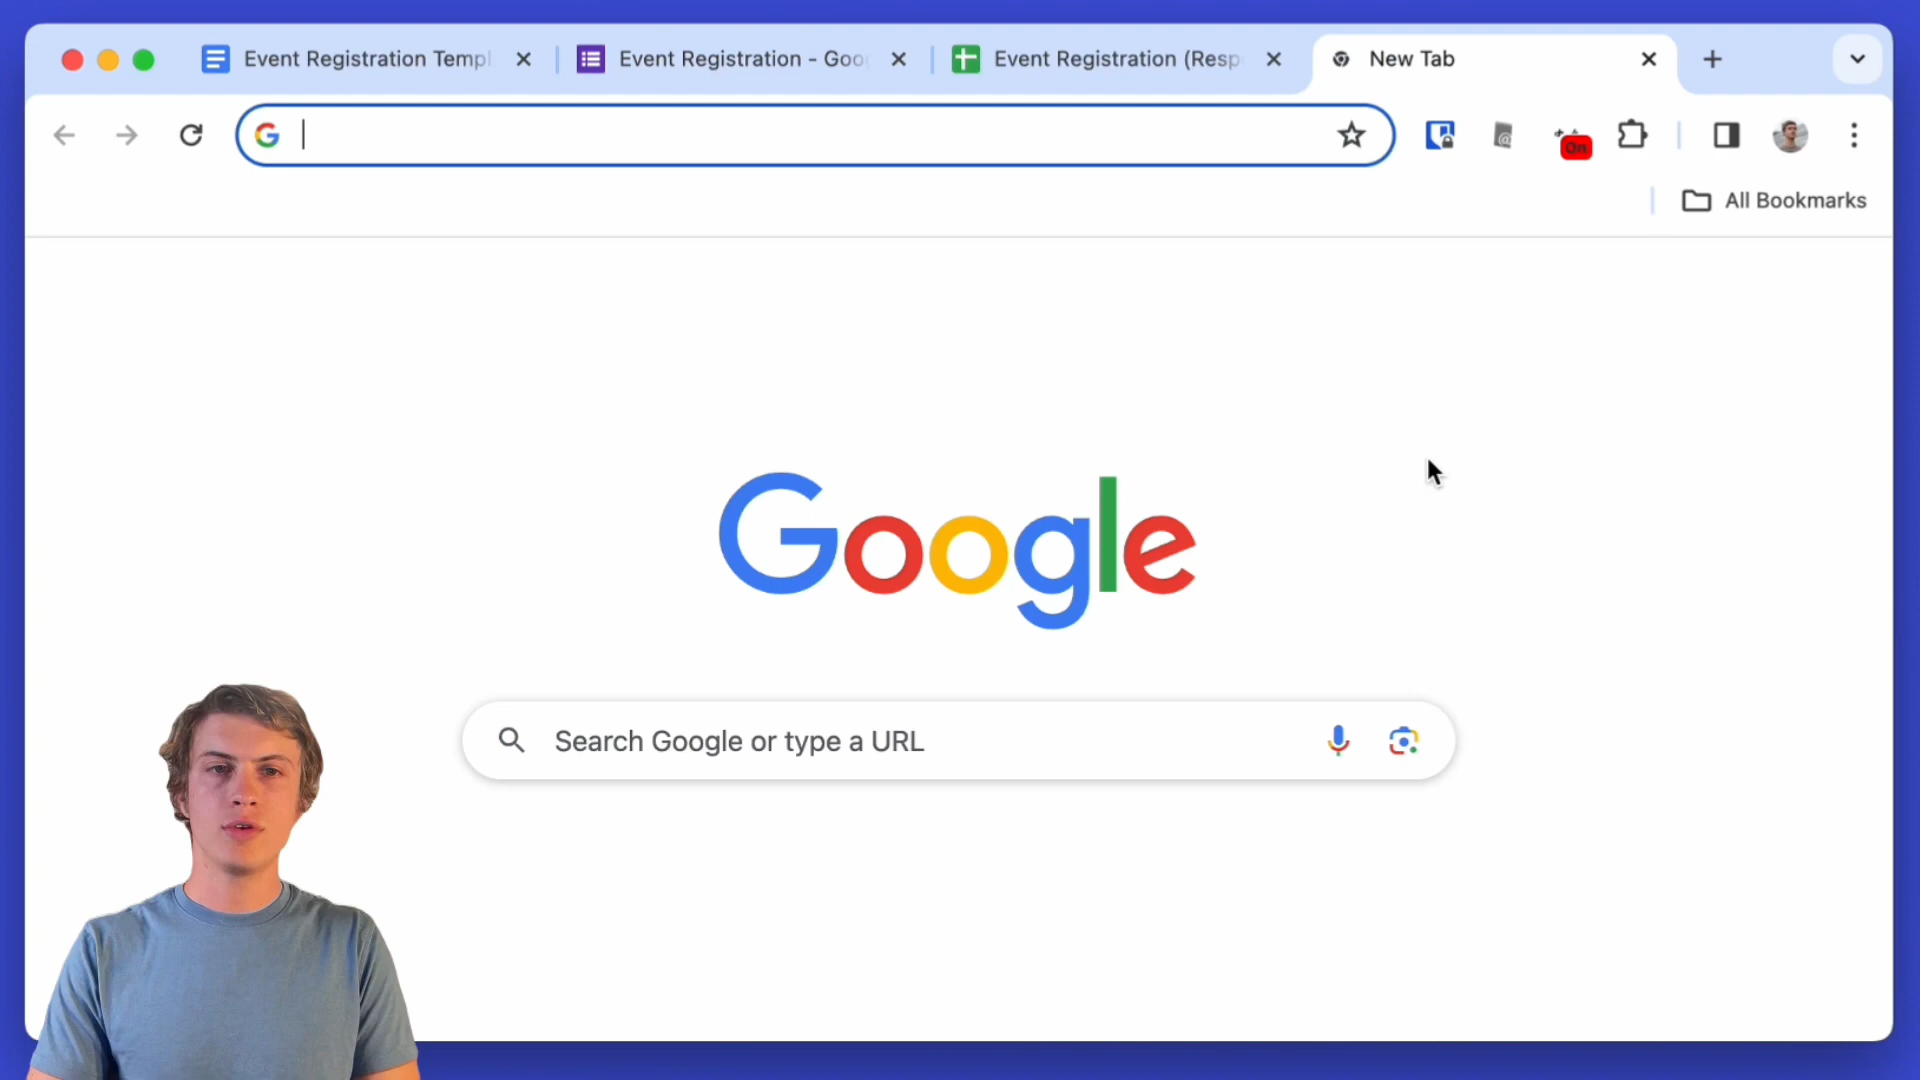 Event Registration Templ
Event Registration - Goo
Event Registration (Resp
New Tab
On
All Bookmarks
Google
Search Google or type a URL